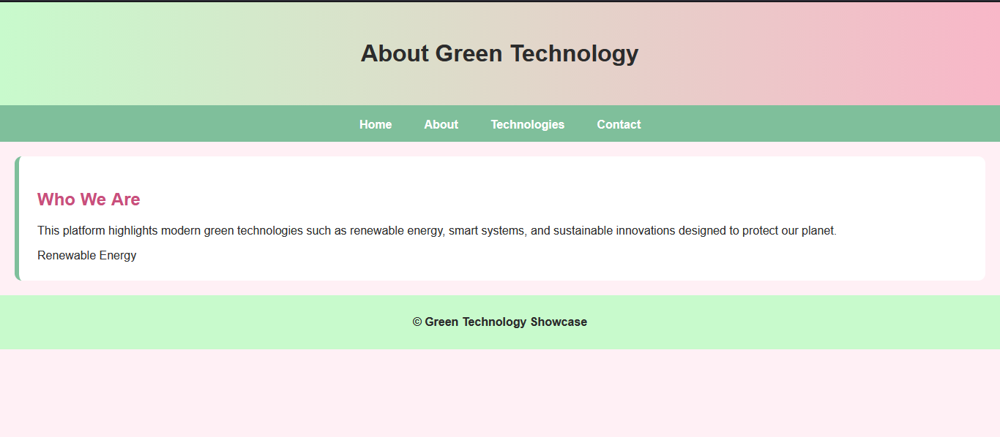 About Green Technology
Home About Technologies Contact
Who We Are
This platform highlights modern green technologies such as renewable energy, smart systems, and sustainable innovations designed to protect our planet.
Renewable Energy
© Green Technology Showcase